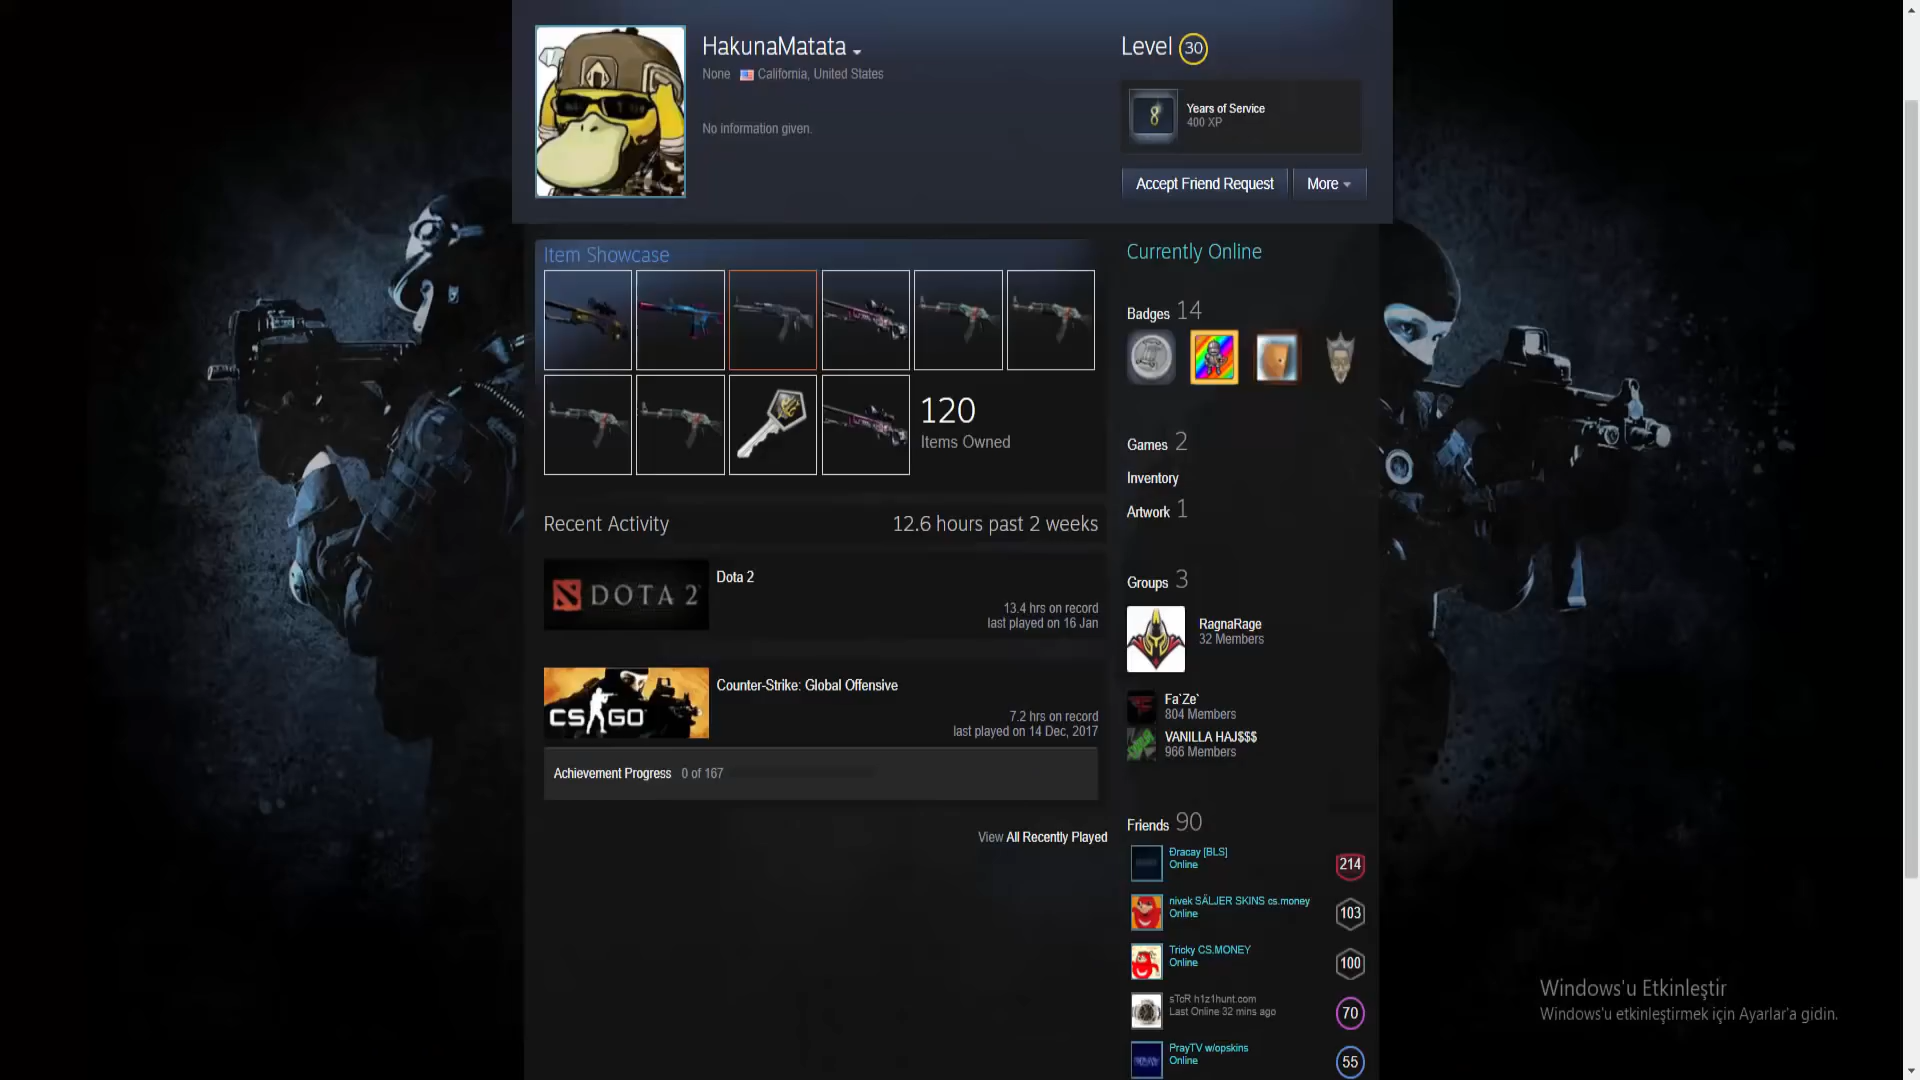 HakunaMatata
None California, United States
No information given.
Level 30
8
Years of Service
400 XP
Accept Friend Request
More
Item Showcase
120
Items Owned
Recent Activity
12.6 hours past 2 weeks
DOTA 2
Dota 2
13.4 hrs on record
last played on 16 Jan
CS GO
Counter-Strike: Global Offensive
7.2 hrs on record
last played on 14 Dec, 2017
Achievement Progress 0 of 167
View All Recently Played
Currently Online
Badges 14
Games 2
Inventory
Artwork 1
Groups 3
RagnaRage
32 Members
Fa`Ze`
804 Members
VANILLA HAJ$$$
966 Members
Friends 90
Đracay [BLS]
Online
214
nivek SÄLJER SKINS cs.money
Online
103
Tricky CS.MONEY
Online
100
sTcR h1z1hunt.com
Last Online 32 mins ago
70
PrayTV w/opskins
Online
55
Windows'u Etkinleştir
Windows'u etkinleştirmek için Ayarlar'a gidin.